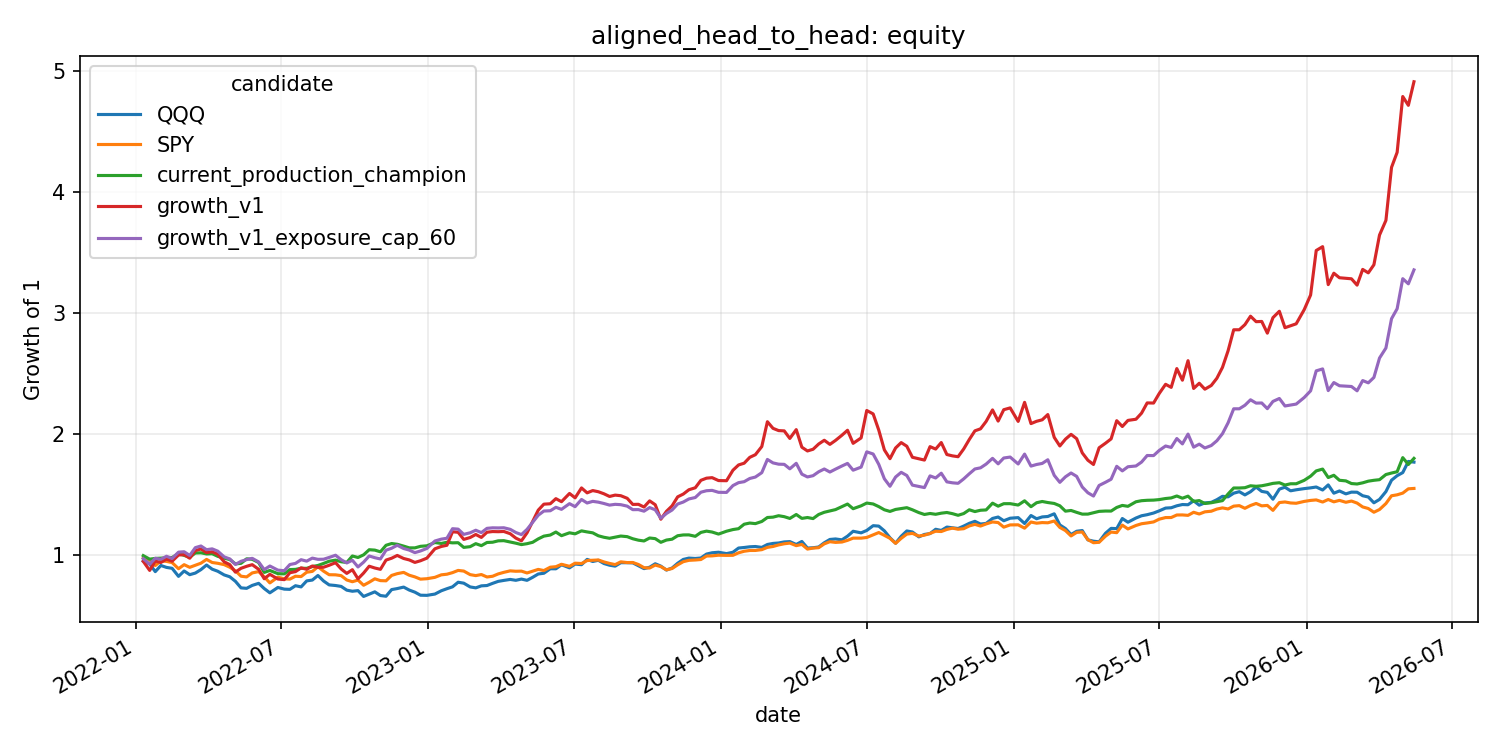 aligned_head_to_head: equity
candidate
QQQ
SPY
current_production_champion
growth_v1
growth_v1_exposure_cap_60
Growth of 1
5
4
3
2
1
2022-01
2022-07
2023-01
2023-07
2024-01
2024-07
2025-01
2025-07
2026-01
2026-07
date